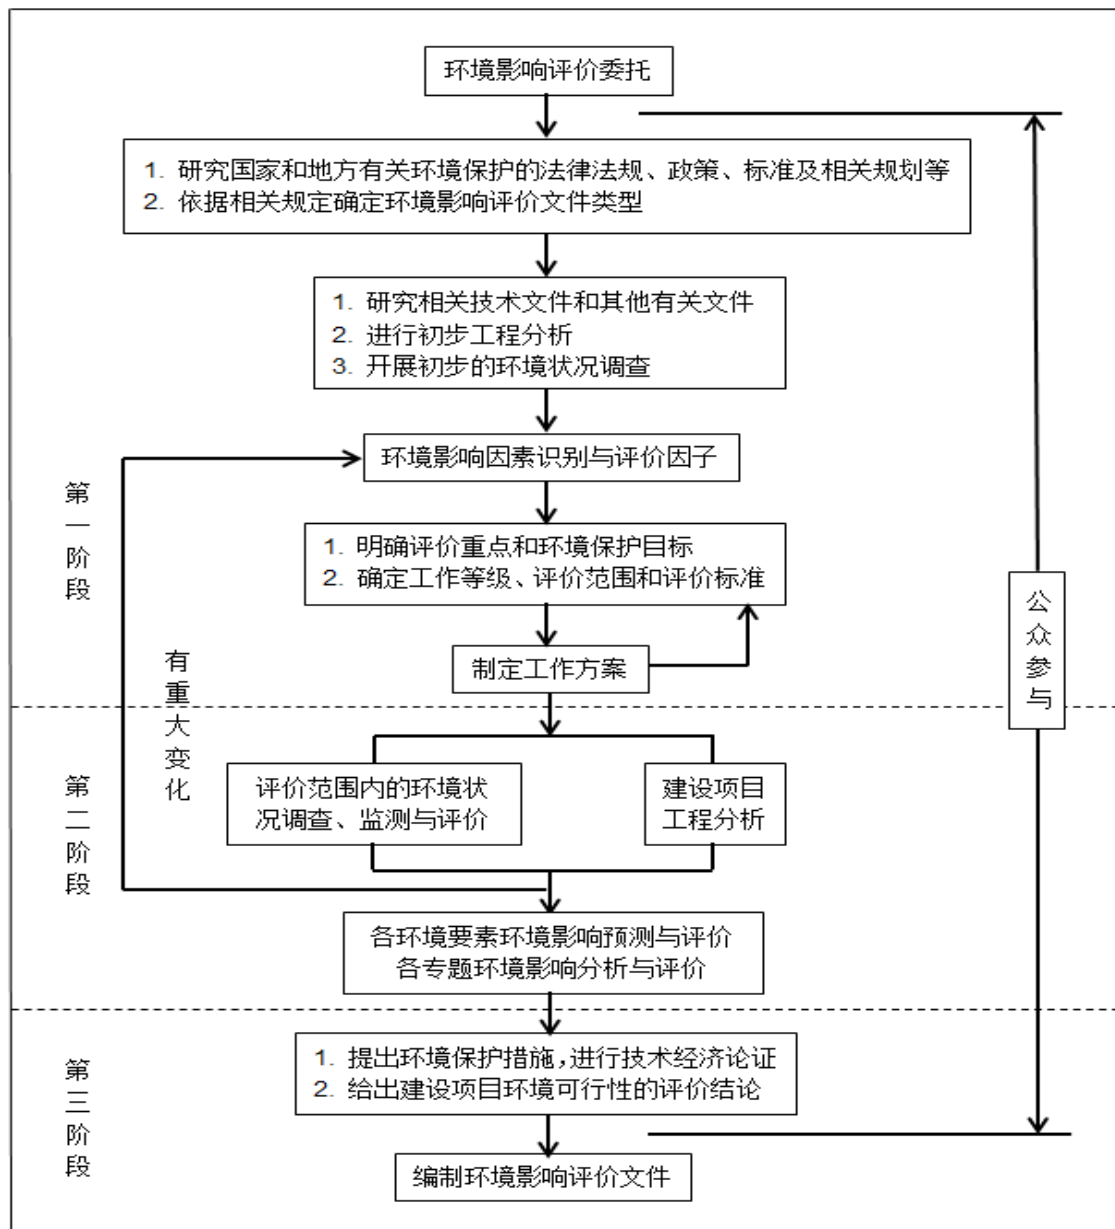 环境影响评价委托
1. 研究国家和地方有关环境保护的法律法规、政策、标准及相关规划等
2. 依据相关规定确定环境影响评价文件类型
1. 研究相关技术文件和其他有关文件
2. 进行初步工程分析
3. 开展初步的环境状况调查
环境影响因素识别与评价因子
第一阶段
1. 明确评价重点和环境保护目标
2. 确定工作等级、评价范围和评价标准
公众参与
制定工作方案
有重大变化
第二阶段
评价范围内的环境状
况调查、监测与评价
建设项目
工程分析
各环境要素环境影响预测与评价
各专题环境影响分析与评价
第三阶段
1. 提出环境保护措施,进行技术经济论证
2. 给出建设项目环境可行性的评价结论
编制环境影响评价文件